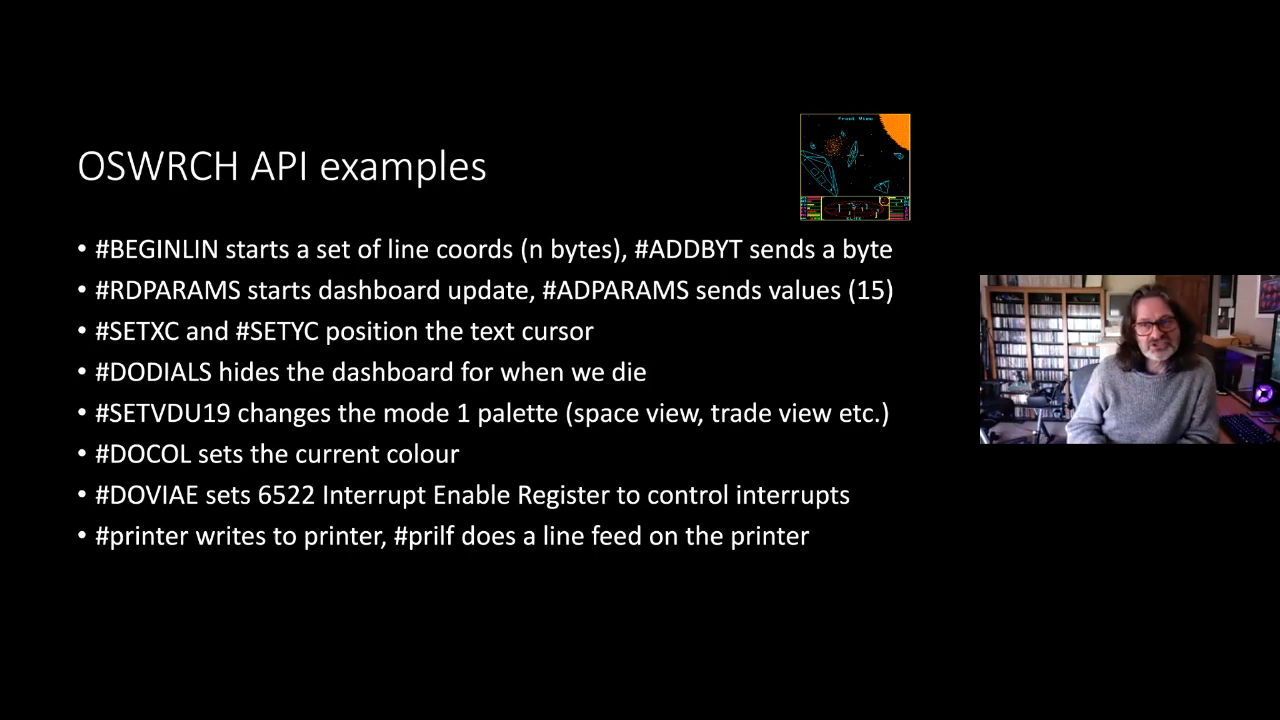 OSWRCH API examples
Front View
• #BEGINLIN starts a set of line coords (n bytes), #ADDBYT sends a byte
• #RDPARAMS starts dashboard update, #ADPARAMS sends values (15)
• #SETXC and #SETYC position the text cursor
• #DODIALS hides the dashboard for when we die
• #SETVDU19 changes the mode 1 palette (space view, trade view etc.)
• #DOCOL sets the current colour
• #DOVIAE sets 6522 Interrupt Enable Register to control interrupts
• #printer writes to printer, #prilf does a line feed on the printer